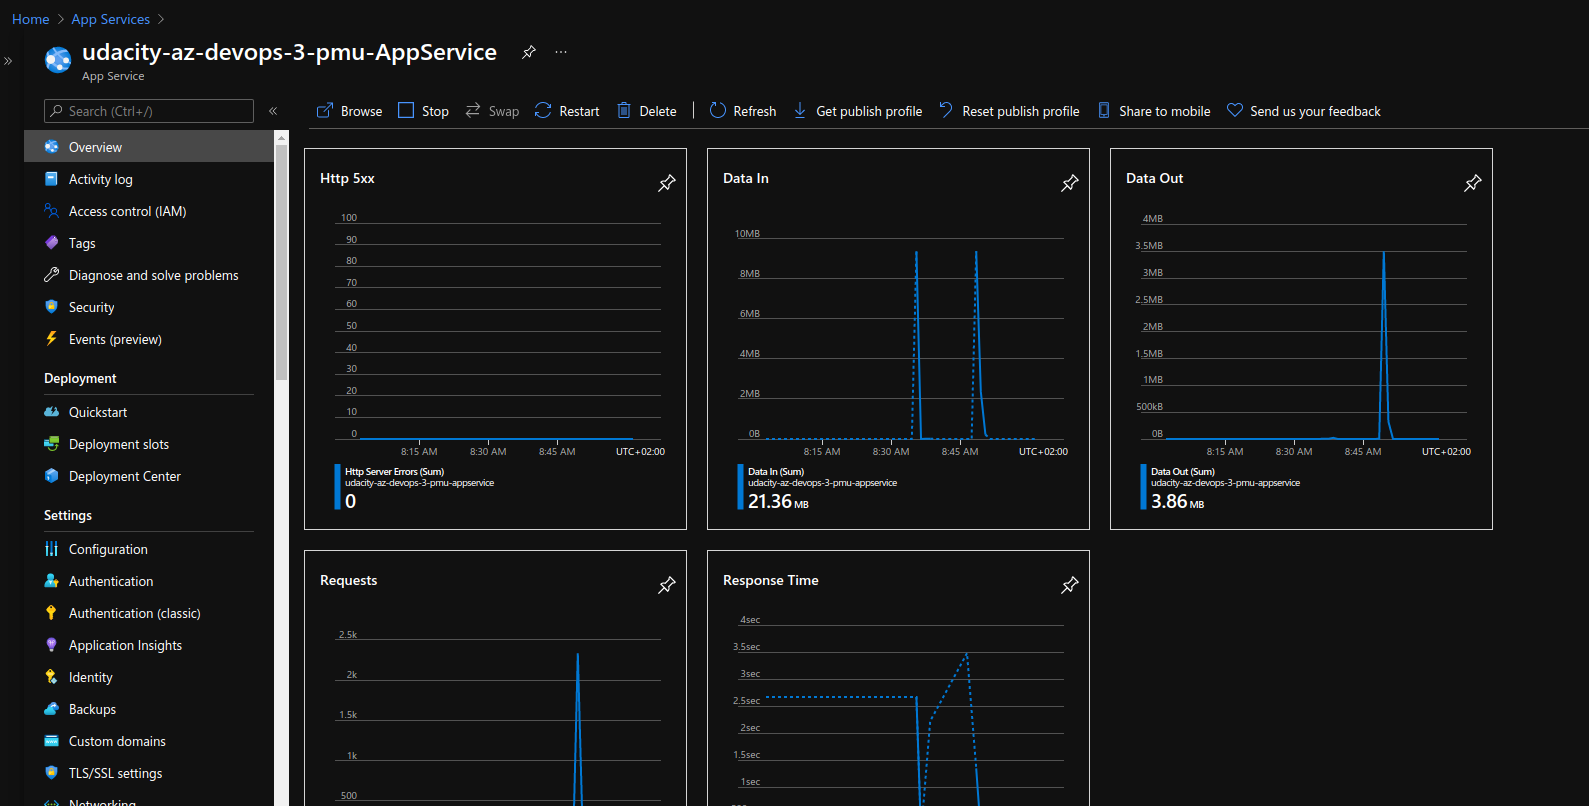 Home > App Services >
»
udacity-az-devops-3-pmu-AppService ...
App Service
Search (Ctrl+/)
«
Browse Stop Swap Restart Delete | Refresh Get publish profile Reset publish profile Share to mobile Send us your feedback
Overview
Activity log
Access control (IAM)
Tags
Diagnose and solve problems
Security
Events (preview)
Deployment
Quickstart
Deployment slots
Deployment Center
Settings
Configuration
Authentication
Authentication (classic)
Application Insights
Identity
Backups
Custom domains
TLS/SSL settings
Networking
Http 5xx
100
90
80
70
60
50
40
30
20
10
0
8:15 AM 8:30 AM 8:45 AM UTC+02:00
Http Server Errors (Sum)
udacity-az-devops-3-pmu-appservice
0
Data In
10MB
8MB
6MB
4MB
2MB
0B
8:15 AM 8:30 AM 8:45 AM UTC+02:00
Data In (Sum)
udacity-az-devops-3-pmu-appservice
21.36 MB
Data Out
4MB
3.5MB
3MB
2.5MB
2MB
1.5MB
1MB
500kB
0B
8:15 AM 8:30 AM 8:45 AM UTC+02:00
Data Out (Sum)
udacity-az-devops-3-pmu-appservice
3.86 MB
Requests
2.5k
2k
1.5k
1k
500
Response Time
4sec
3.5sec
3sec
2.5sec
2sec
1.5sec
1sec